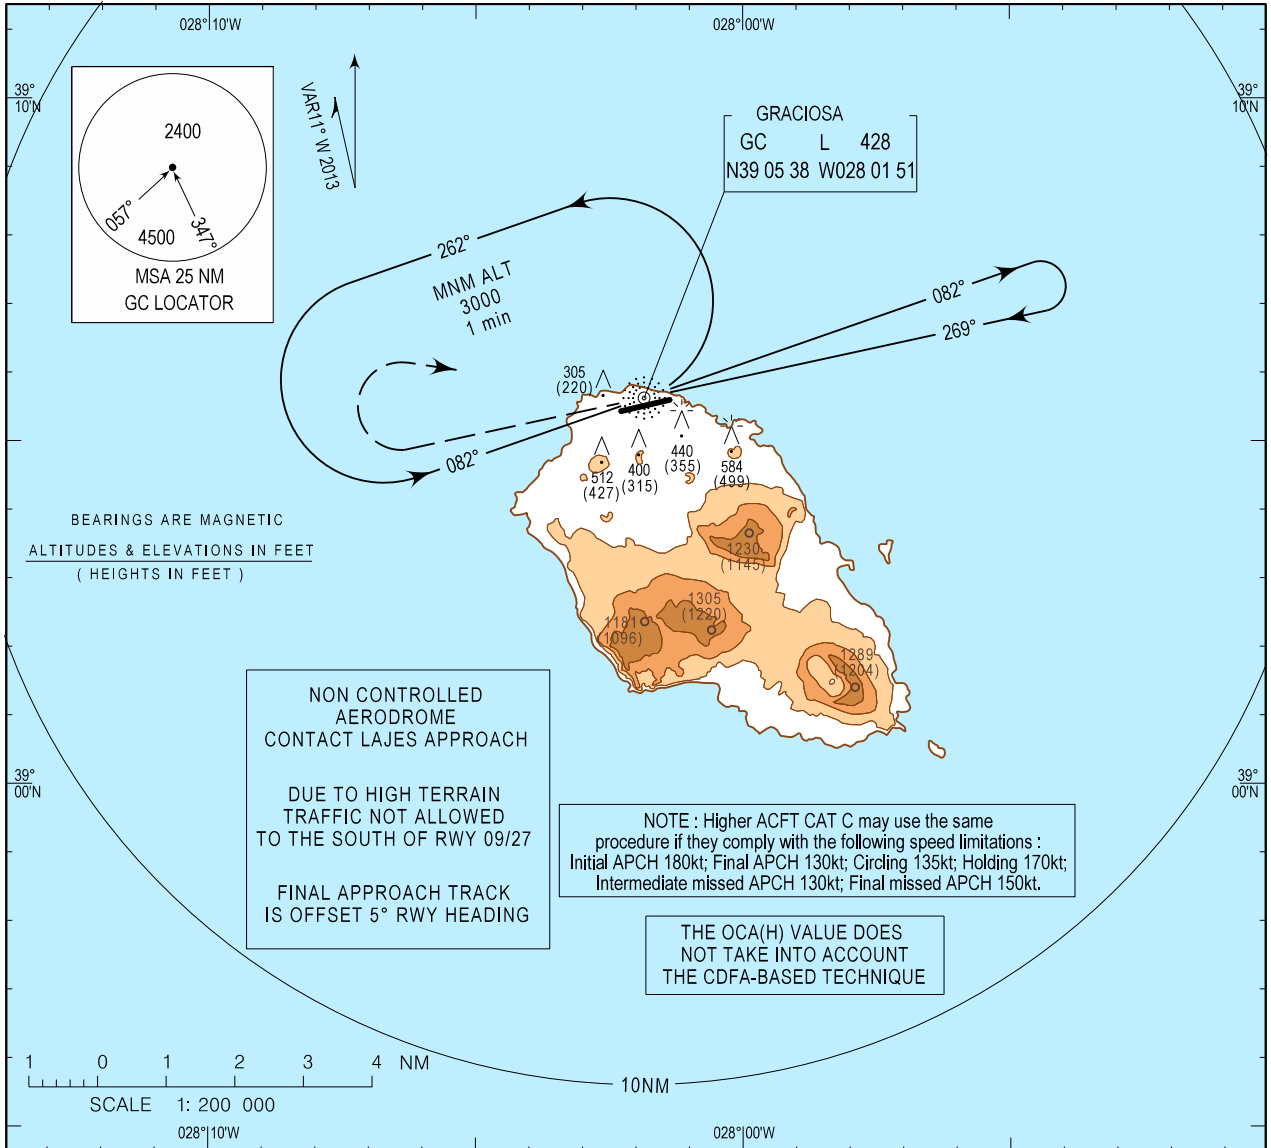 028°10'W
028°00'W
39°
10'N
39°
10'N
2400
057°
347°
4500
MSA 25 NM
GC LOCATOR
VAR11° W 2013
GRACIOSA
GC L 428
N39 05 38 W028 01 51
262°
MNM ALT
3000
1 min
082°
269°
305
(220)
082°
512
(427)
400
(315)
440
(355)
584
(499)
BEARINGS ARE MAGNETIC
ALTITUDES & ELEVATIONS IN FEET
( HEIGHTS IN FEET )
1230
(1145)
1305
(1220)
1181
(1096)
1289
(1204)
NON CONTROLLED
AERODROME
CONTACT LAJES APPROACH
DUE TO HIGH TERRAIN
TRAFFIC NOT ALLOWED
TO THE SOUTH OF RWY 09/27
FINAL APPROACH TRACK
IS OFFSET 5° RWY HEADING
39°
00'N
39°
00'N
NOTE : Higher ACFT CAT C may use the same
procedure if they comply with the following speed limitations :
Initial APCH 180kt; Final APCH 130kt; Circling 135kt; Holding 170kt;
Intermediate missed APCH 130kt; Final missed APCH 150kt.
THE OCA(H) VALUE DOES
NOT TAKE INTO ACCOUNT
THE CDFA-BASED TECHNIQUE
1 0 1 2 3 4 NM
SCALE 1: 200 000
10NM
028°10'W
028°00'W